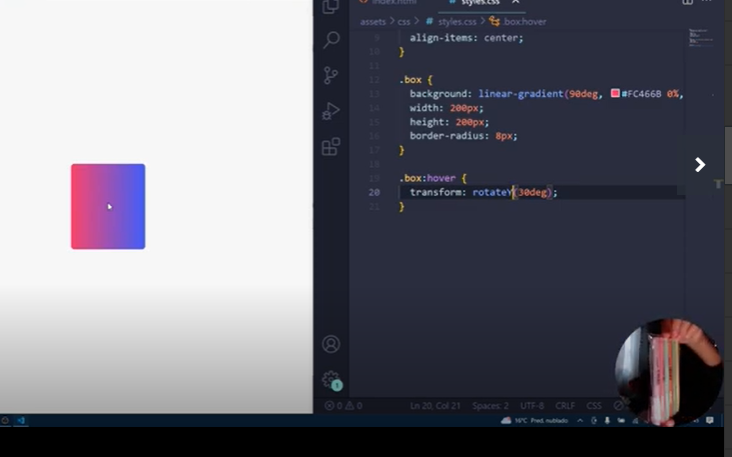 index.html
styles.css
assets > css > # styles.css > .box:hover
9 align-items: center;
10 }
11
12 .box {
13 background: linear-gradient(90deg, #FC466B 0%,
14 width: 200px;
15 height: 200px;
16 border-radius: 8px;
17 }
18
19 .box:hover {
20 transform: rotateY(30deg);
21 }
1
0 0 Ln 20, Col 21 Spaces: 2 UTF-8 CRLF CSS
16°C Pred. nublado